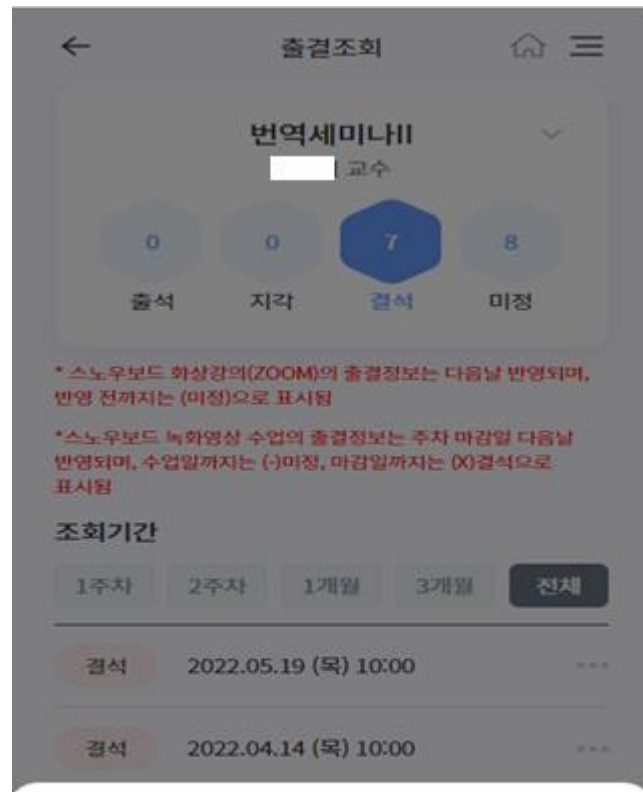 출결조회
번역세미나II
교수
0
0
7
8
출석
지각
결석
미정
* 스노우보드 화상강의(ZOOM)의 출결정보는 다음날 반영되며,
반영 전까지는 (미정)으로 표시됨
*스노우보드 녹화영상 수업의 출결정보는 주차 마감일 다음날
반영되며, 수업일까지는 (-)미정, 마감일까지는 (X)결석으로
표시됨
조회기간
1주차
2주차
1개월
3개월
전체
결석 2022.05.19 (목) 10:00
결석 2022.04.14 (목) 10:00